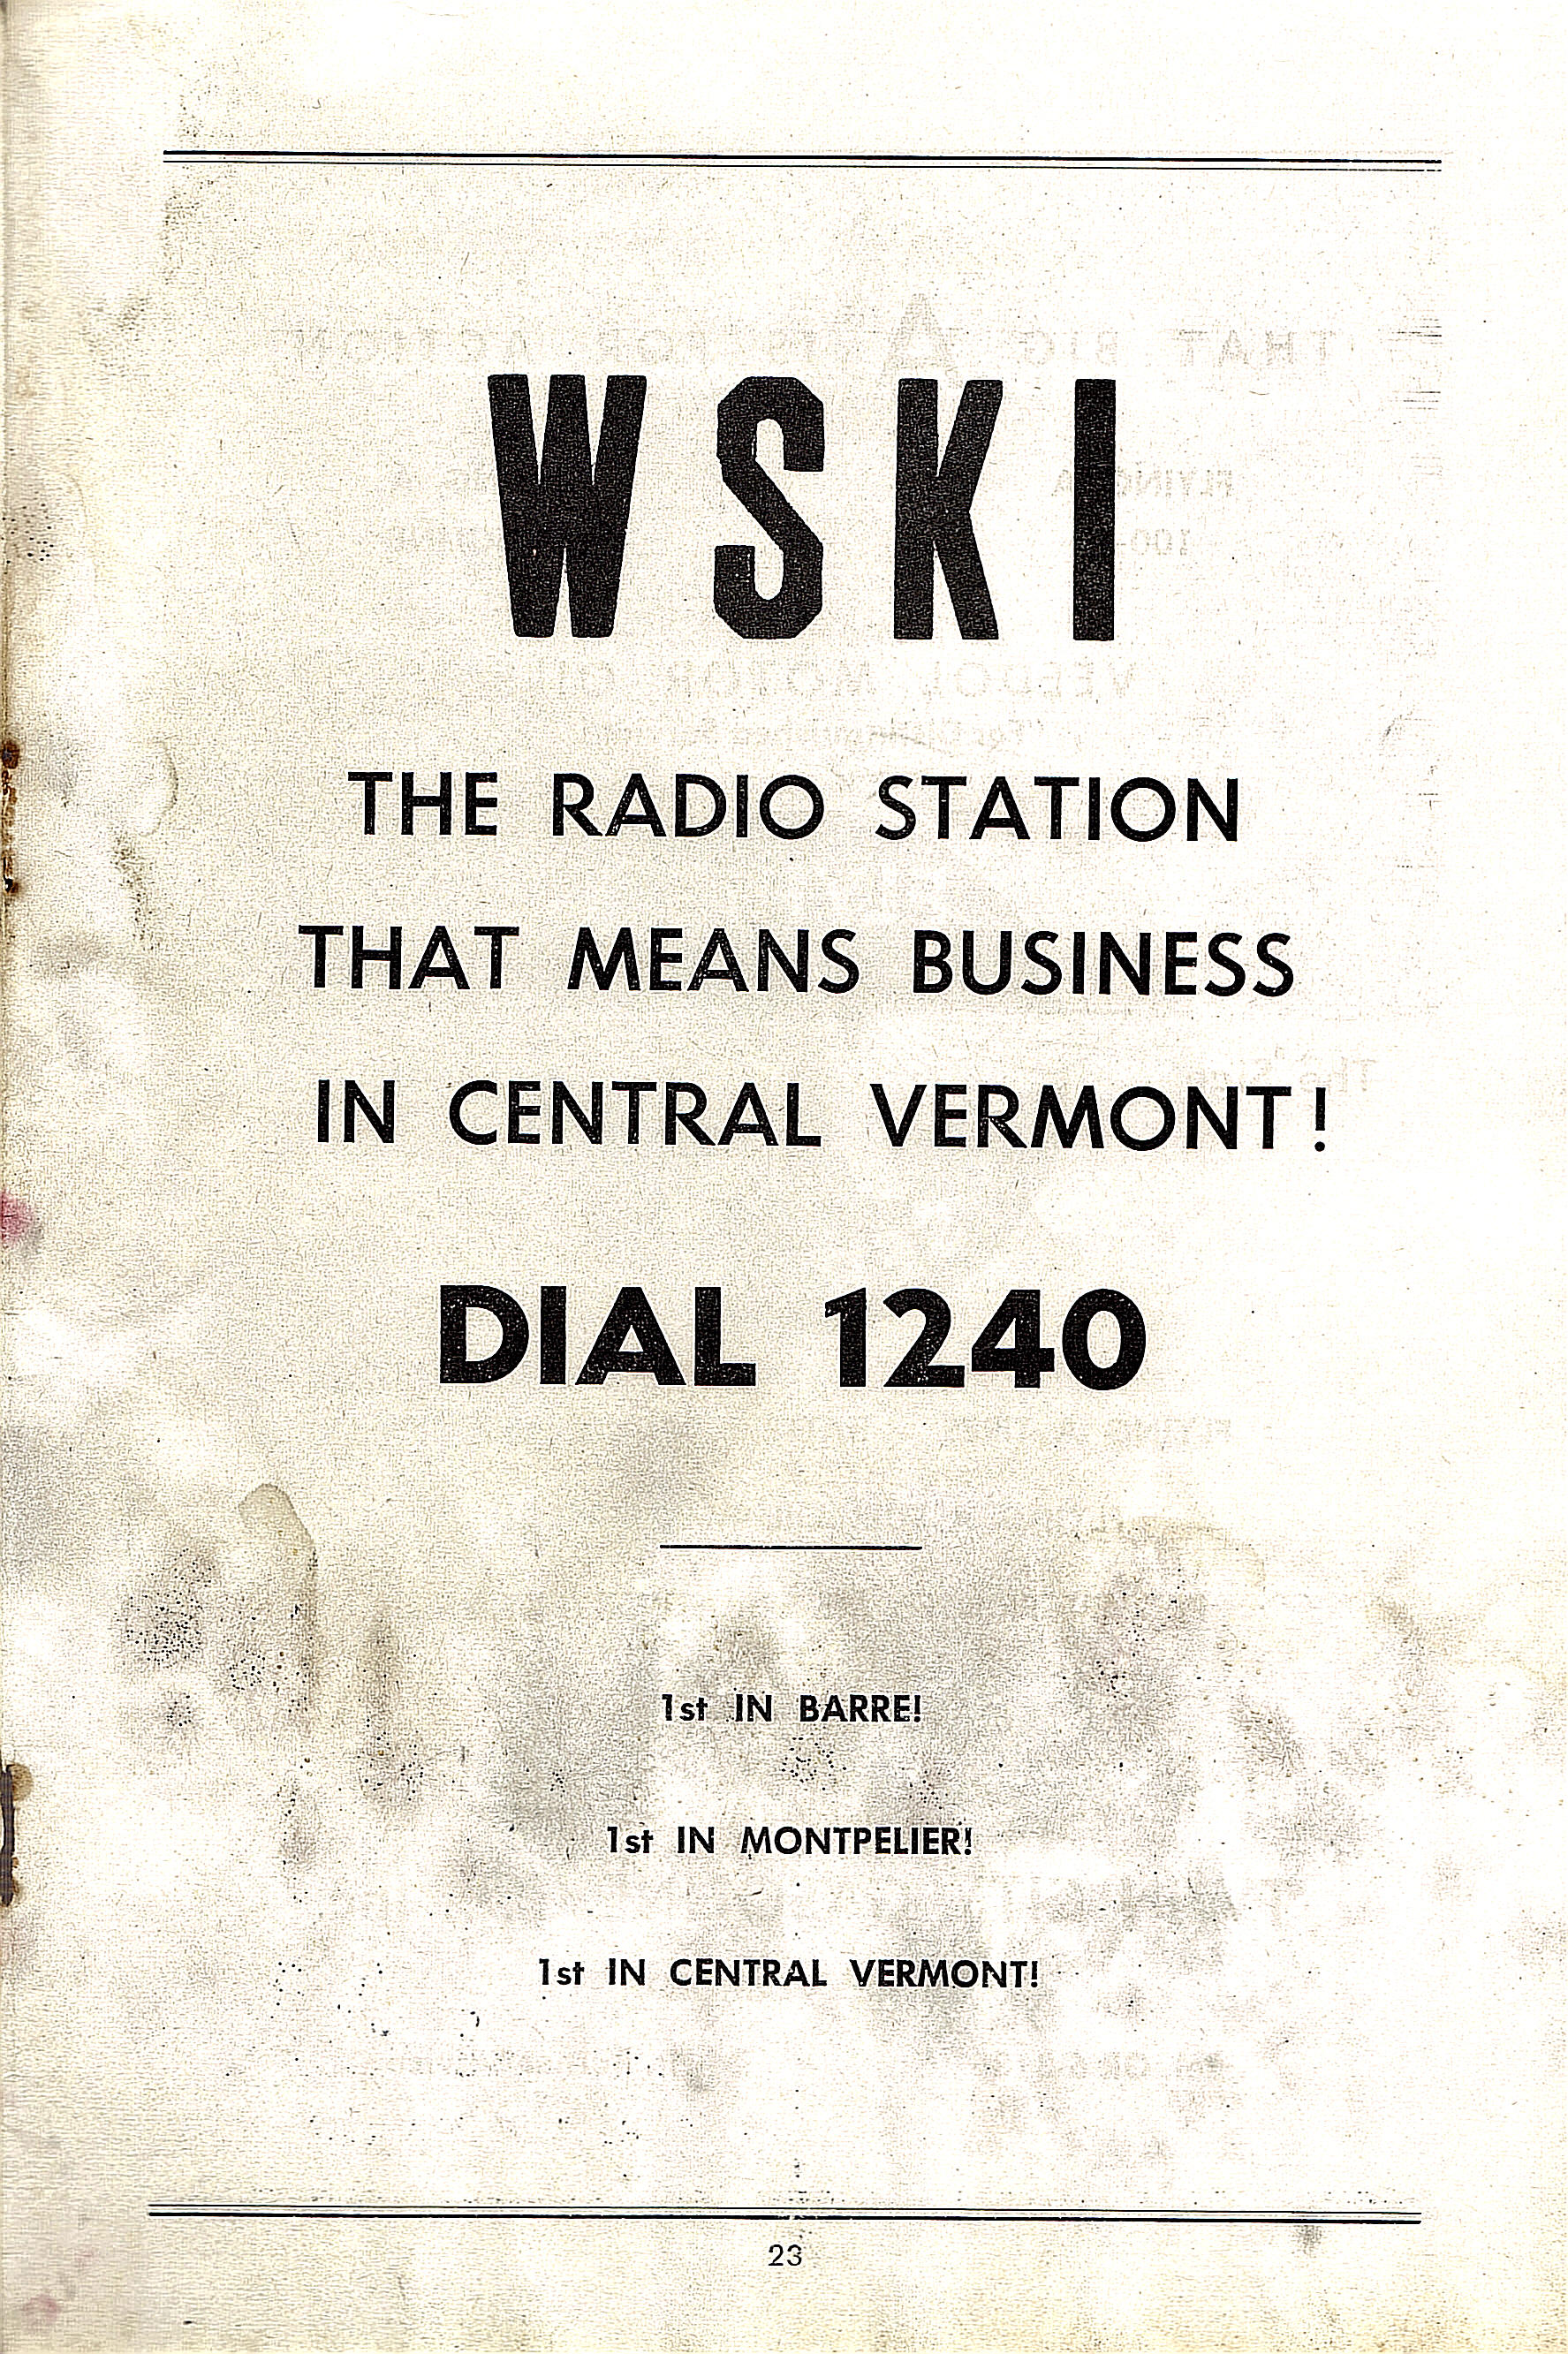 WSKI
THE RADIO STATION
THAT MEANS BUSINESS
IN CENTRAL VERMONT!
DIAL 1240
1st IN BARRE!
1st IN MONTPELIER!
1st IN CENTRAL VERMONT!
23